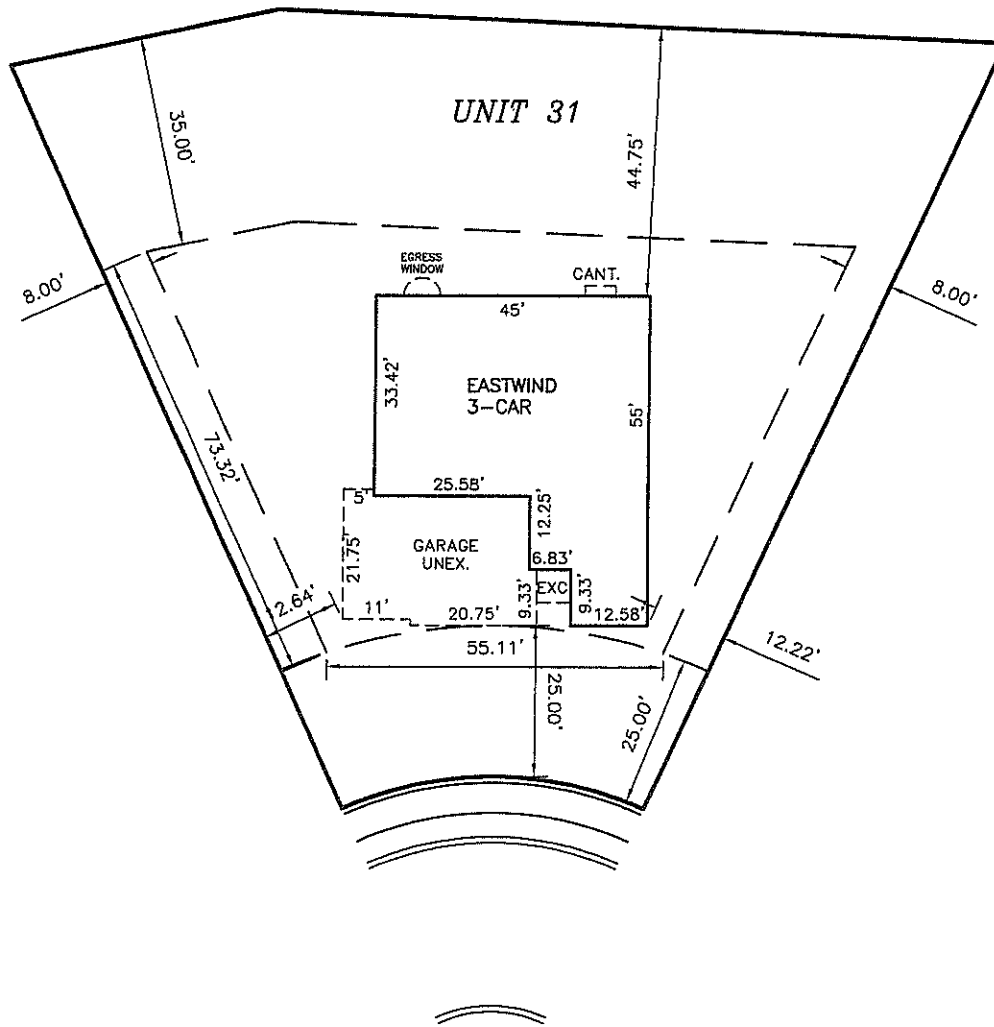 UNIT 31
35.00'
44.75'
EGRESS
WINDOW
CANT.
8.00'
8.00'
45'
33.42'
EASTWIND
3-CAR
55'
73.32'
25.58'
5'
12.25'
21.75'
GARAGE
UNEX.
6.83'
EXC
9.33'
9.33'
2.64'
11'
20.75'
12.58'
55.11'
12.22'
25.00'
25.00'